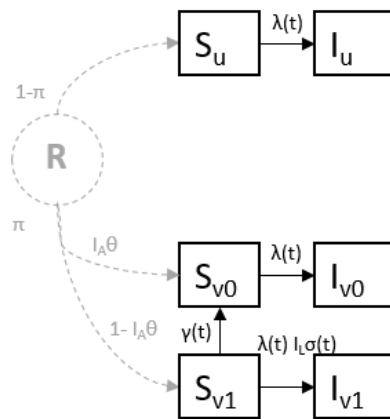 λ(t)
S_u I_u
1-π
R
π
I_Aθ
λ(t)
S_v0 I_v0
1- I_Aθ
γ(t)
λ(t) I_Lσ(t)
S_v1 I_v1